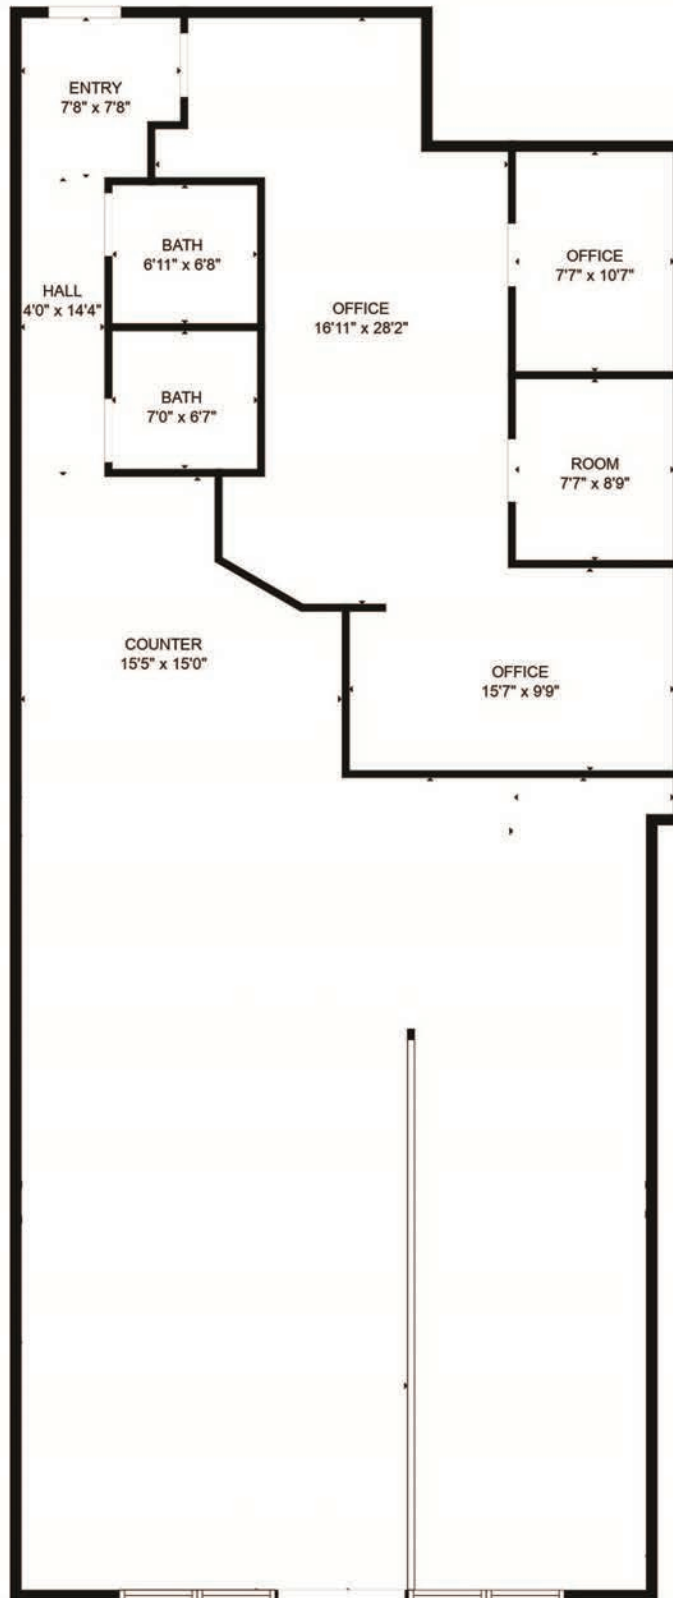 ENTRY
7'8" x 7'8"
BATH
6'11" x 6'8"
OFFICE
7'7" x 10'7"
HALL
4'0" x 14'4"
OFFICE
16'11" x 28'2"
BATH
7'0" x 6'7"
ROOM
7'7" x 8'9"
COUNTER
15'5" x 15'0"
OFFICE
15'7" x 9'9"